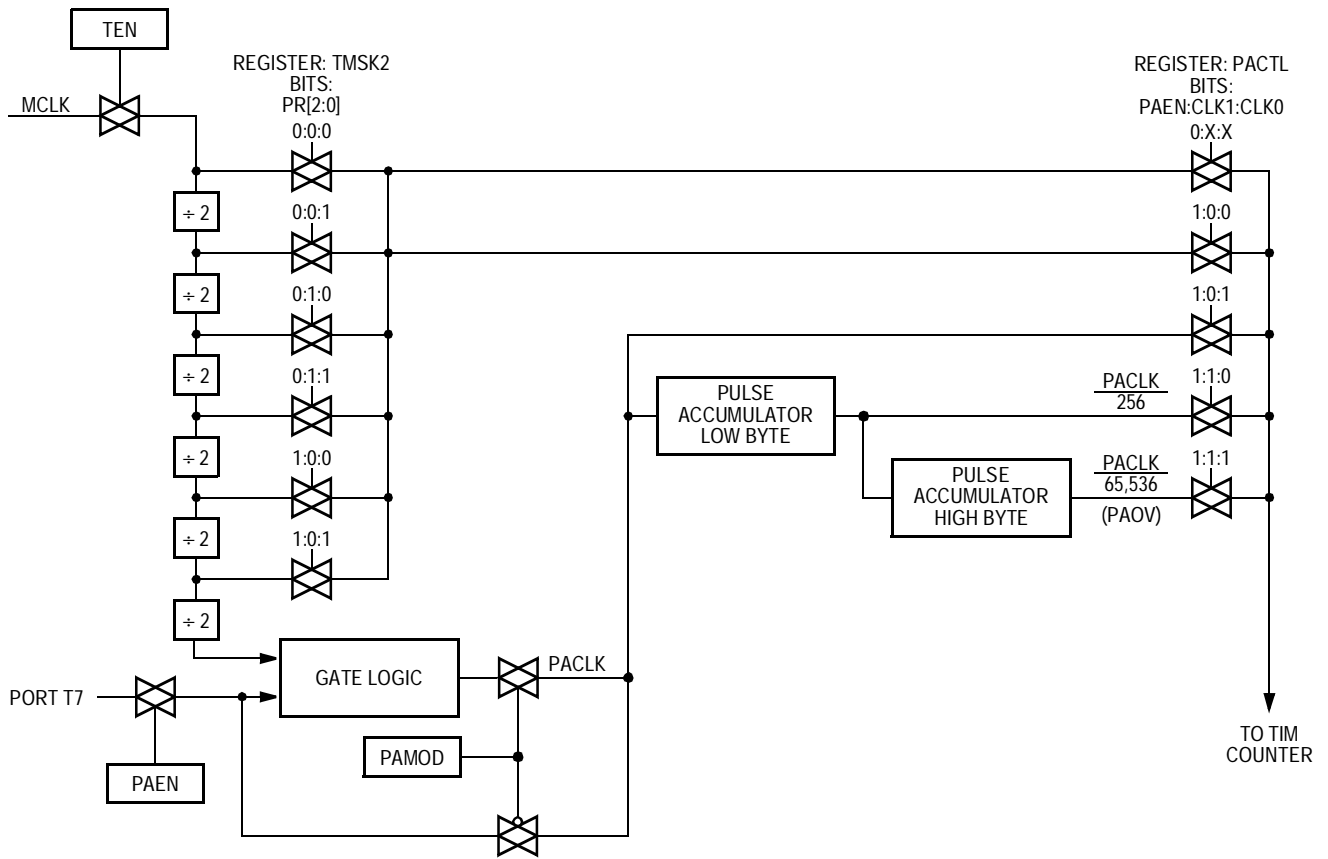 TEN
MCLK
REGISTER: TMSK2
BITS:
PR[2:0]
0:0:0
REGISTER: PACTL
BITS:
PAEN:CLK1:CLK0
0:X:X
÷ 2
0:0:1
1:0:0
÷ 2
0:1:0
1:0:1
÷ 2
0:1:1
PULSE
ACCUMULATOR
LOW BYTE
PACLK
256
1:1:0
÷ 2
1:0:0
PULSE
ACCUMULATOR
HIGH BYTE
PACLK
65,536
(PAOV)
1:1:1
÷ 2
1:0:1
÷ 2
GATE LOGIC
PACLK
PORT T7
PAMOD
PAEN
TO TIM
COUNTER